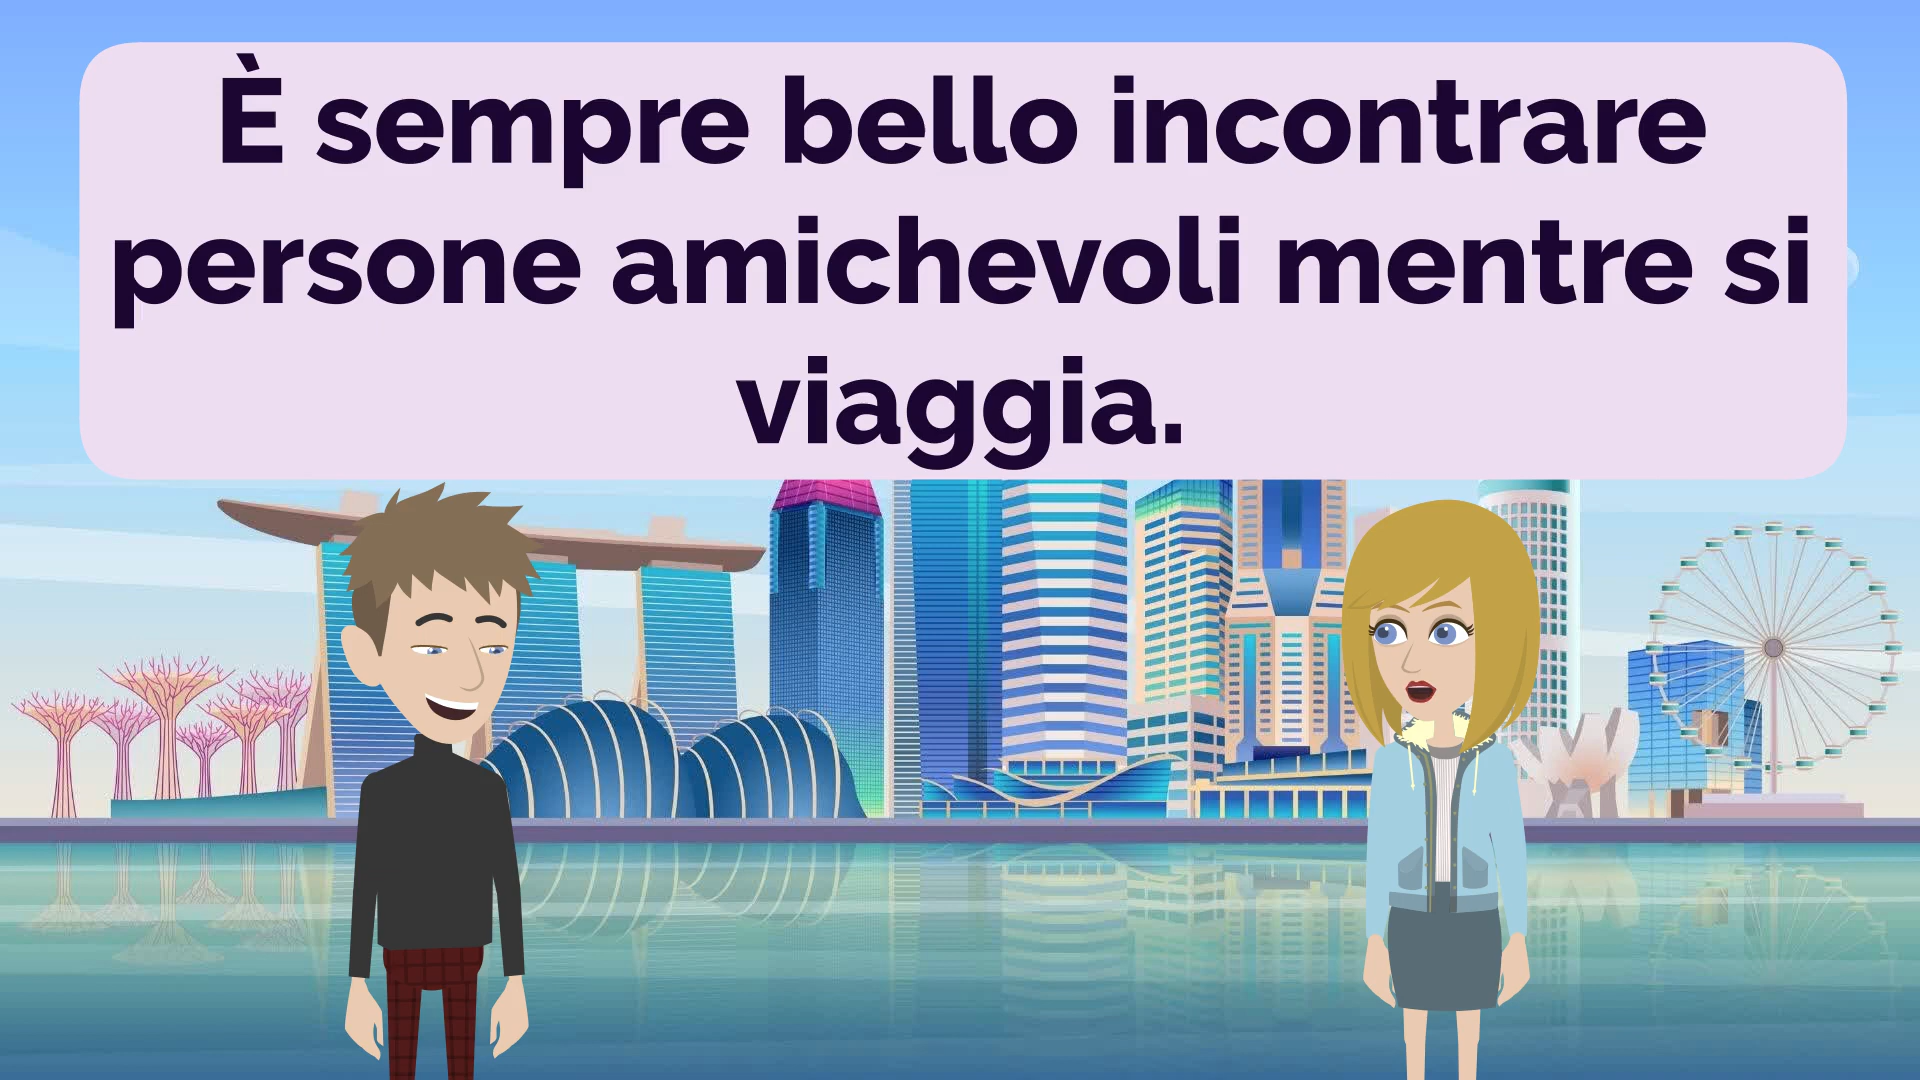 È sempre bello incontrare
persone amichevoli mentre si
viaggia.